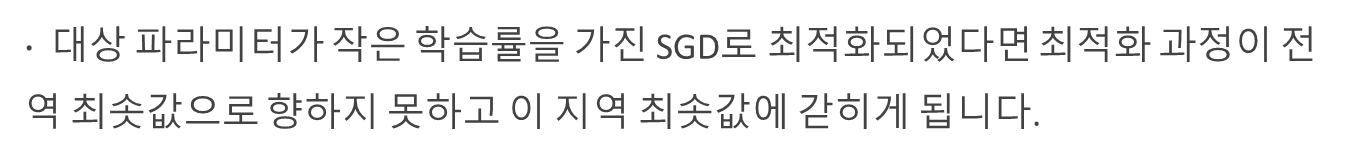 · 대상 파라미터가 작은 학습률을 가진 SGD로 최적화되었다면 최적화 과정이 전
역 최솟값으로 향하지 못하고 이 지역 최솟값에 갇히게 됩니다.